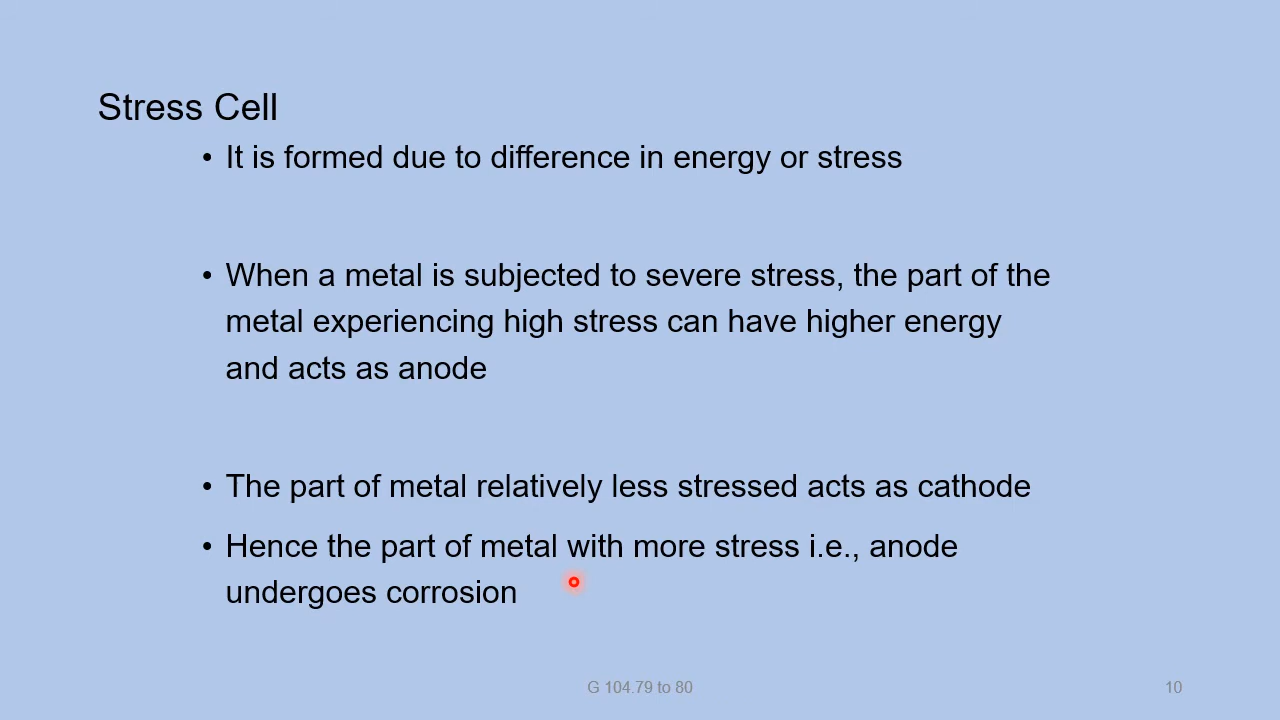 Stress Cell
• It is formed due to difference in energy or stress
• When a metal is subjected to severe stress, the part of the
metal experiencing high stress can have higher energy
and acts as anode
• The part of metal relatively less stressed acts as cathode
• Hence the part of metal with more stress i.e., anode
undergoes corrosion
G 104.79 to 80
10